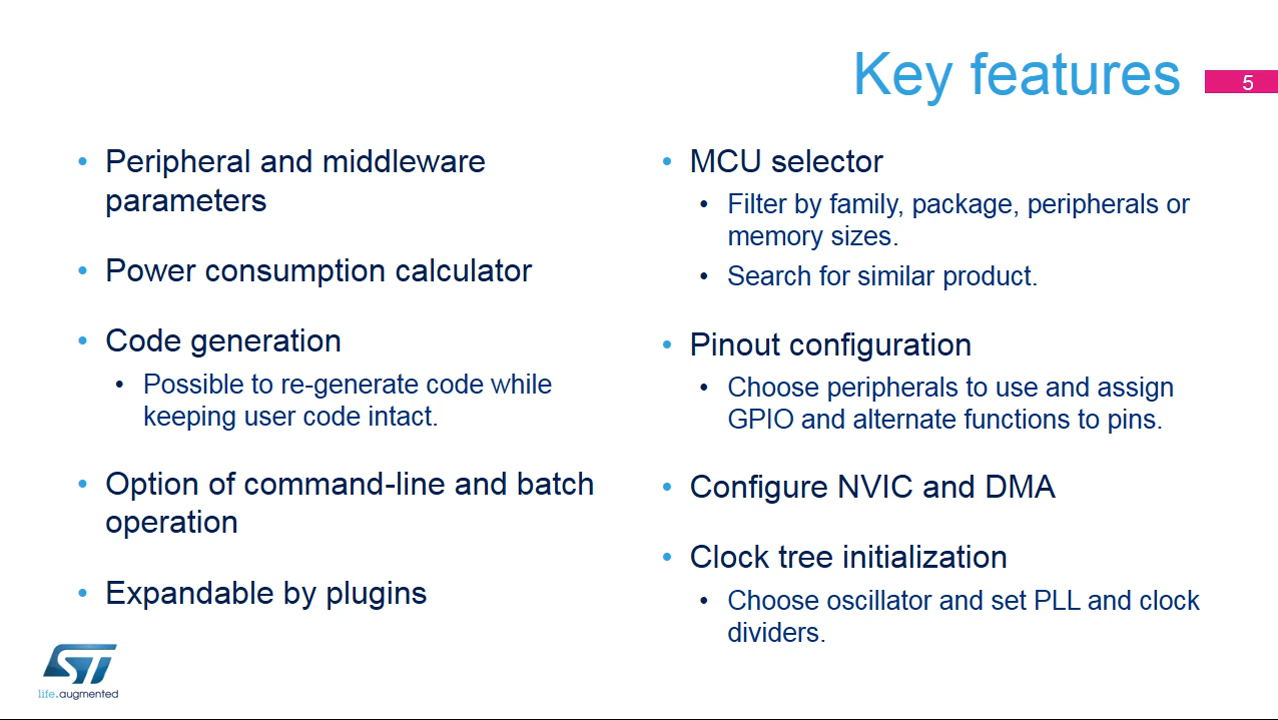 Key features
5
• Peripheral and middleware
parameters
• Power consumption calculator
• Code generation
• Possible to re-generate code while
keeping user code intact.
• Option of command-line and batch
operation
• Expandable by plugins
• MCU selector
• Filter by family, package, peripherals or
memory sizes.
• Search for similar product.
• Pinout configuration
• Choose peripherals to use and assign
GPIO and alternate functions to pins.
• Configure NVIC and DMA
• Clock tree initialization
• Choose oscillator and set PLL and clock
dividers.
ST
life.augmented